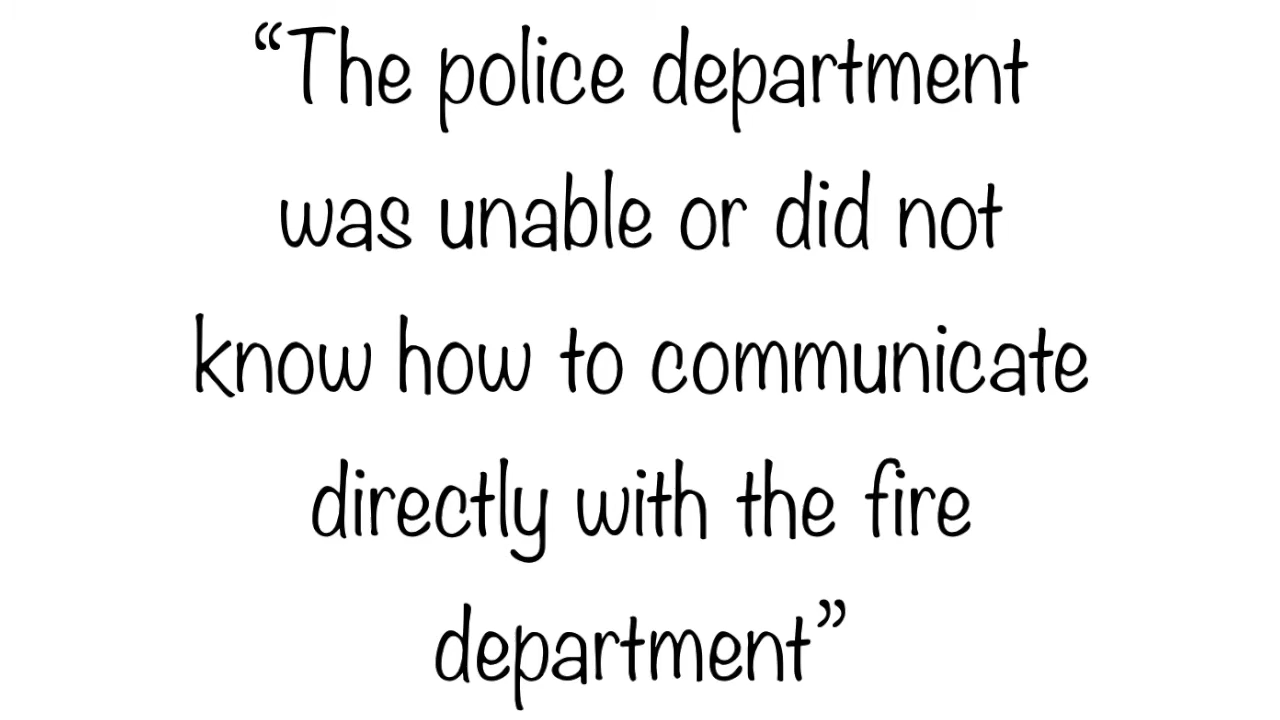 “The police department
was unable or did not
know how to communicate
directly with the fire
department”